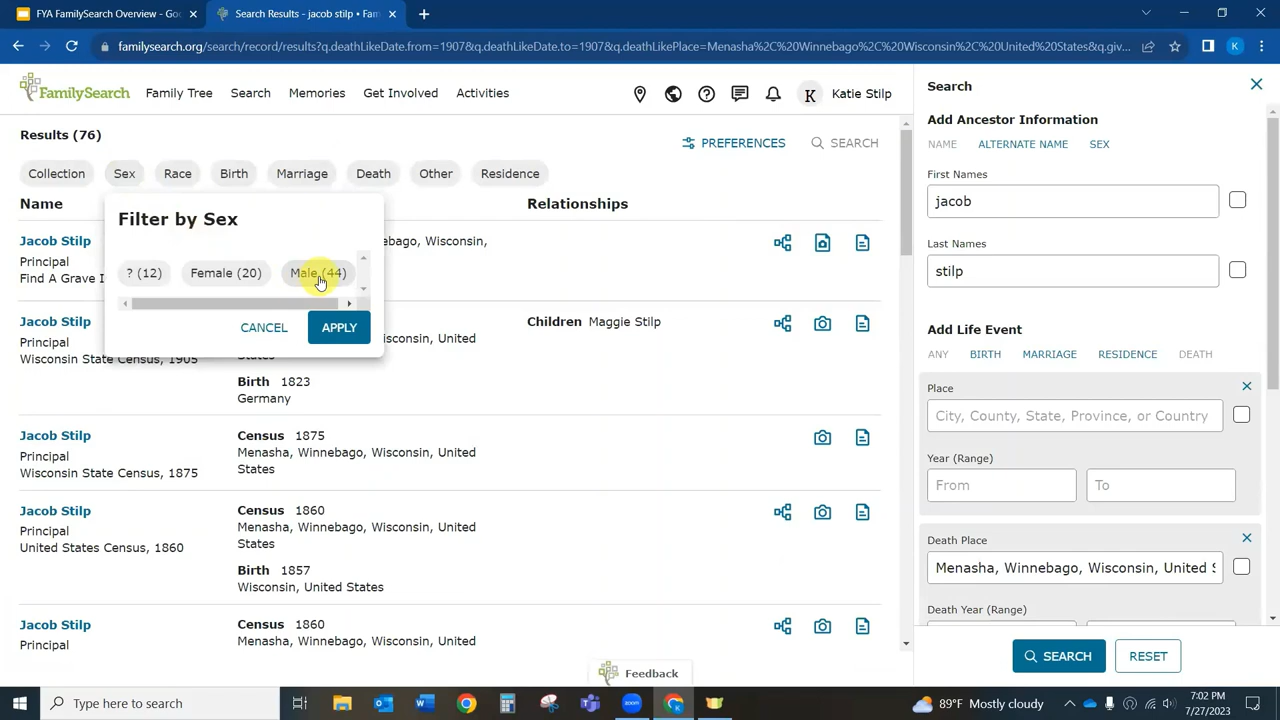 FYA FamilySearch Overview - Goo
Search Results - jacob stilp • Fam
familysearch.org/search/record/results?q.deathLikeDate.from=1907&q.deathLikeDate.to=1907&q.deathLikePlace=Menasha%2C%20Winnebago%2C%20Wisconsin%2C%20United%20States&q.giv...
K
FamilySearch
Family Tree
Search
Memories
Get Involved
Activities
K
Katie Stilp
Results (76)
PREFERENCES
SEARCH
Collection
Sex
Race
Birth
Marriage
Death
Other
Residence
Name
Relationships
Filter by Sex
? (12)
Female (20)
Male (44)
CANCEL
APPLY
Jacob Stilp
Principal
Find A Grave I
ebago, Wisconsin,
Jacob Stilp
Principal
Wisconsin State Census, 1905
isconsin, United
States
Birth 1823
Germany
Children Maggie Stilp
Jacob Stilp
Principal
Wisconsin State Census, 1875
Census 1875
Menasha, Winnebago, Wisconsin, United
States
Jacob Stilp
Principal
United States Census, 1860
Census 1860
Menasha, Winnebago, Wisconsin, United
States
Birth 1857
Wisconsin, United States
Jacob Stilp
Principal
Census 1860
Menasha, Winnebago, Wisconsin, United
Feedback
Search
Add Ancestor Information
NAME
ALTERNATE NAME
SEX
First Names
jacob
Last Names
stilp
Add Life Event
ANY
BIRTH
MARRIAGE
RESIDENCE
DEATH
Place
City, County, State, Province, or Country
Year (Range)
From
To
Death Place
Menasha, Winnebago, Wisconsin, United S
Death Year (Range)
SEARCH
RESET
Type here to search
zoom
89°F Mostly cloudy
7:02 PM
7/27/2023